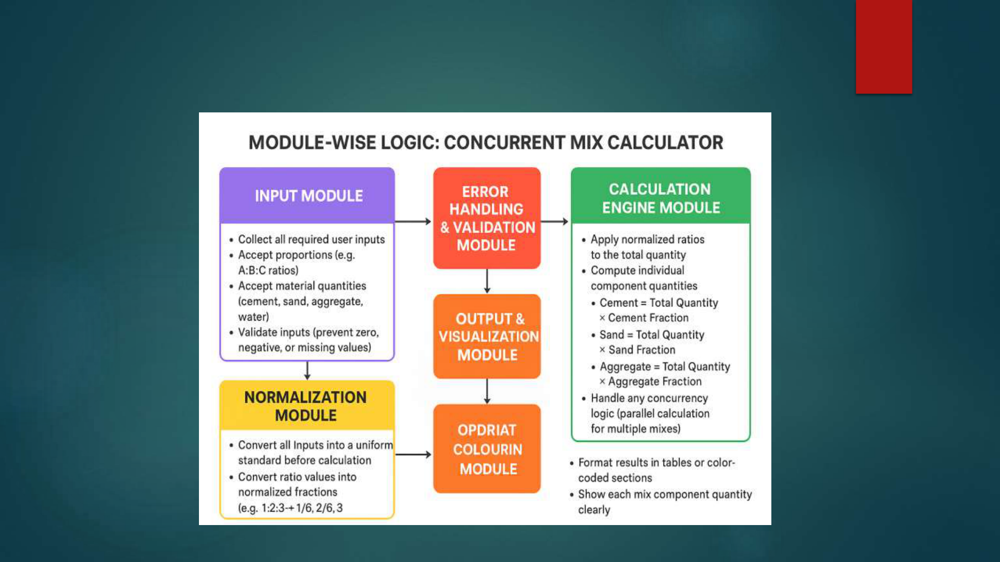 MODULE-WISE LOGIC: CONCURRENT MIX CALCULATOR
INPUT MODULE
• Collect all required user inputs
• Accept proportions (e.g.
A:B:C ratios)
• Accept material quantities
(cement, sand, aggregate,
water)
• Validate inputs (prevent zero,
negative, or missing values)
NORMALIZATION
MODULE
• Convert all Inputs into a uniform
standard before calculation
• Convert ratio values into
normalized fractions
(e.g. 1:2:3-+ 1/6, 2/6, 3
ERROR
HANDLING
& VALIDATION
MODULE
OUTPUT &
VISUALIZATION
MODULE
OPDRIAT
COLOURIN
MODULE
CALCULATION
ENGINE MODULE
• Apply normalized ratios
to the total quantity
• Compute individual
component quantities
• Cement = Total Quantity
× Cement Fraction
• Sand = Total Quantity
× Sand Fraction
• Aggregate = Total Quantity
× Aggregate Fraction
• Handle any concurrency
logic (parallel calculation
for multiple mixes)
• Format results in tables or color-
coded sections
• Show each mix component quantity
clearly